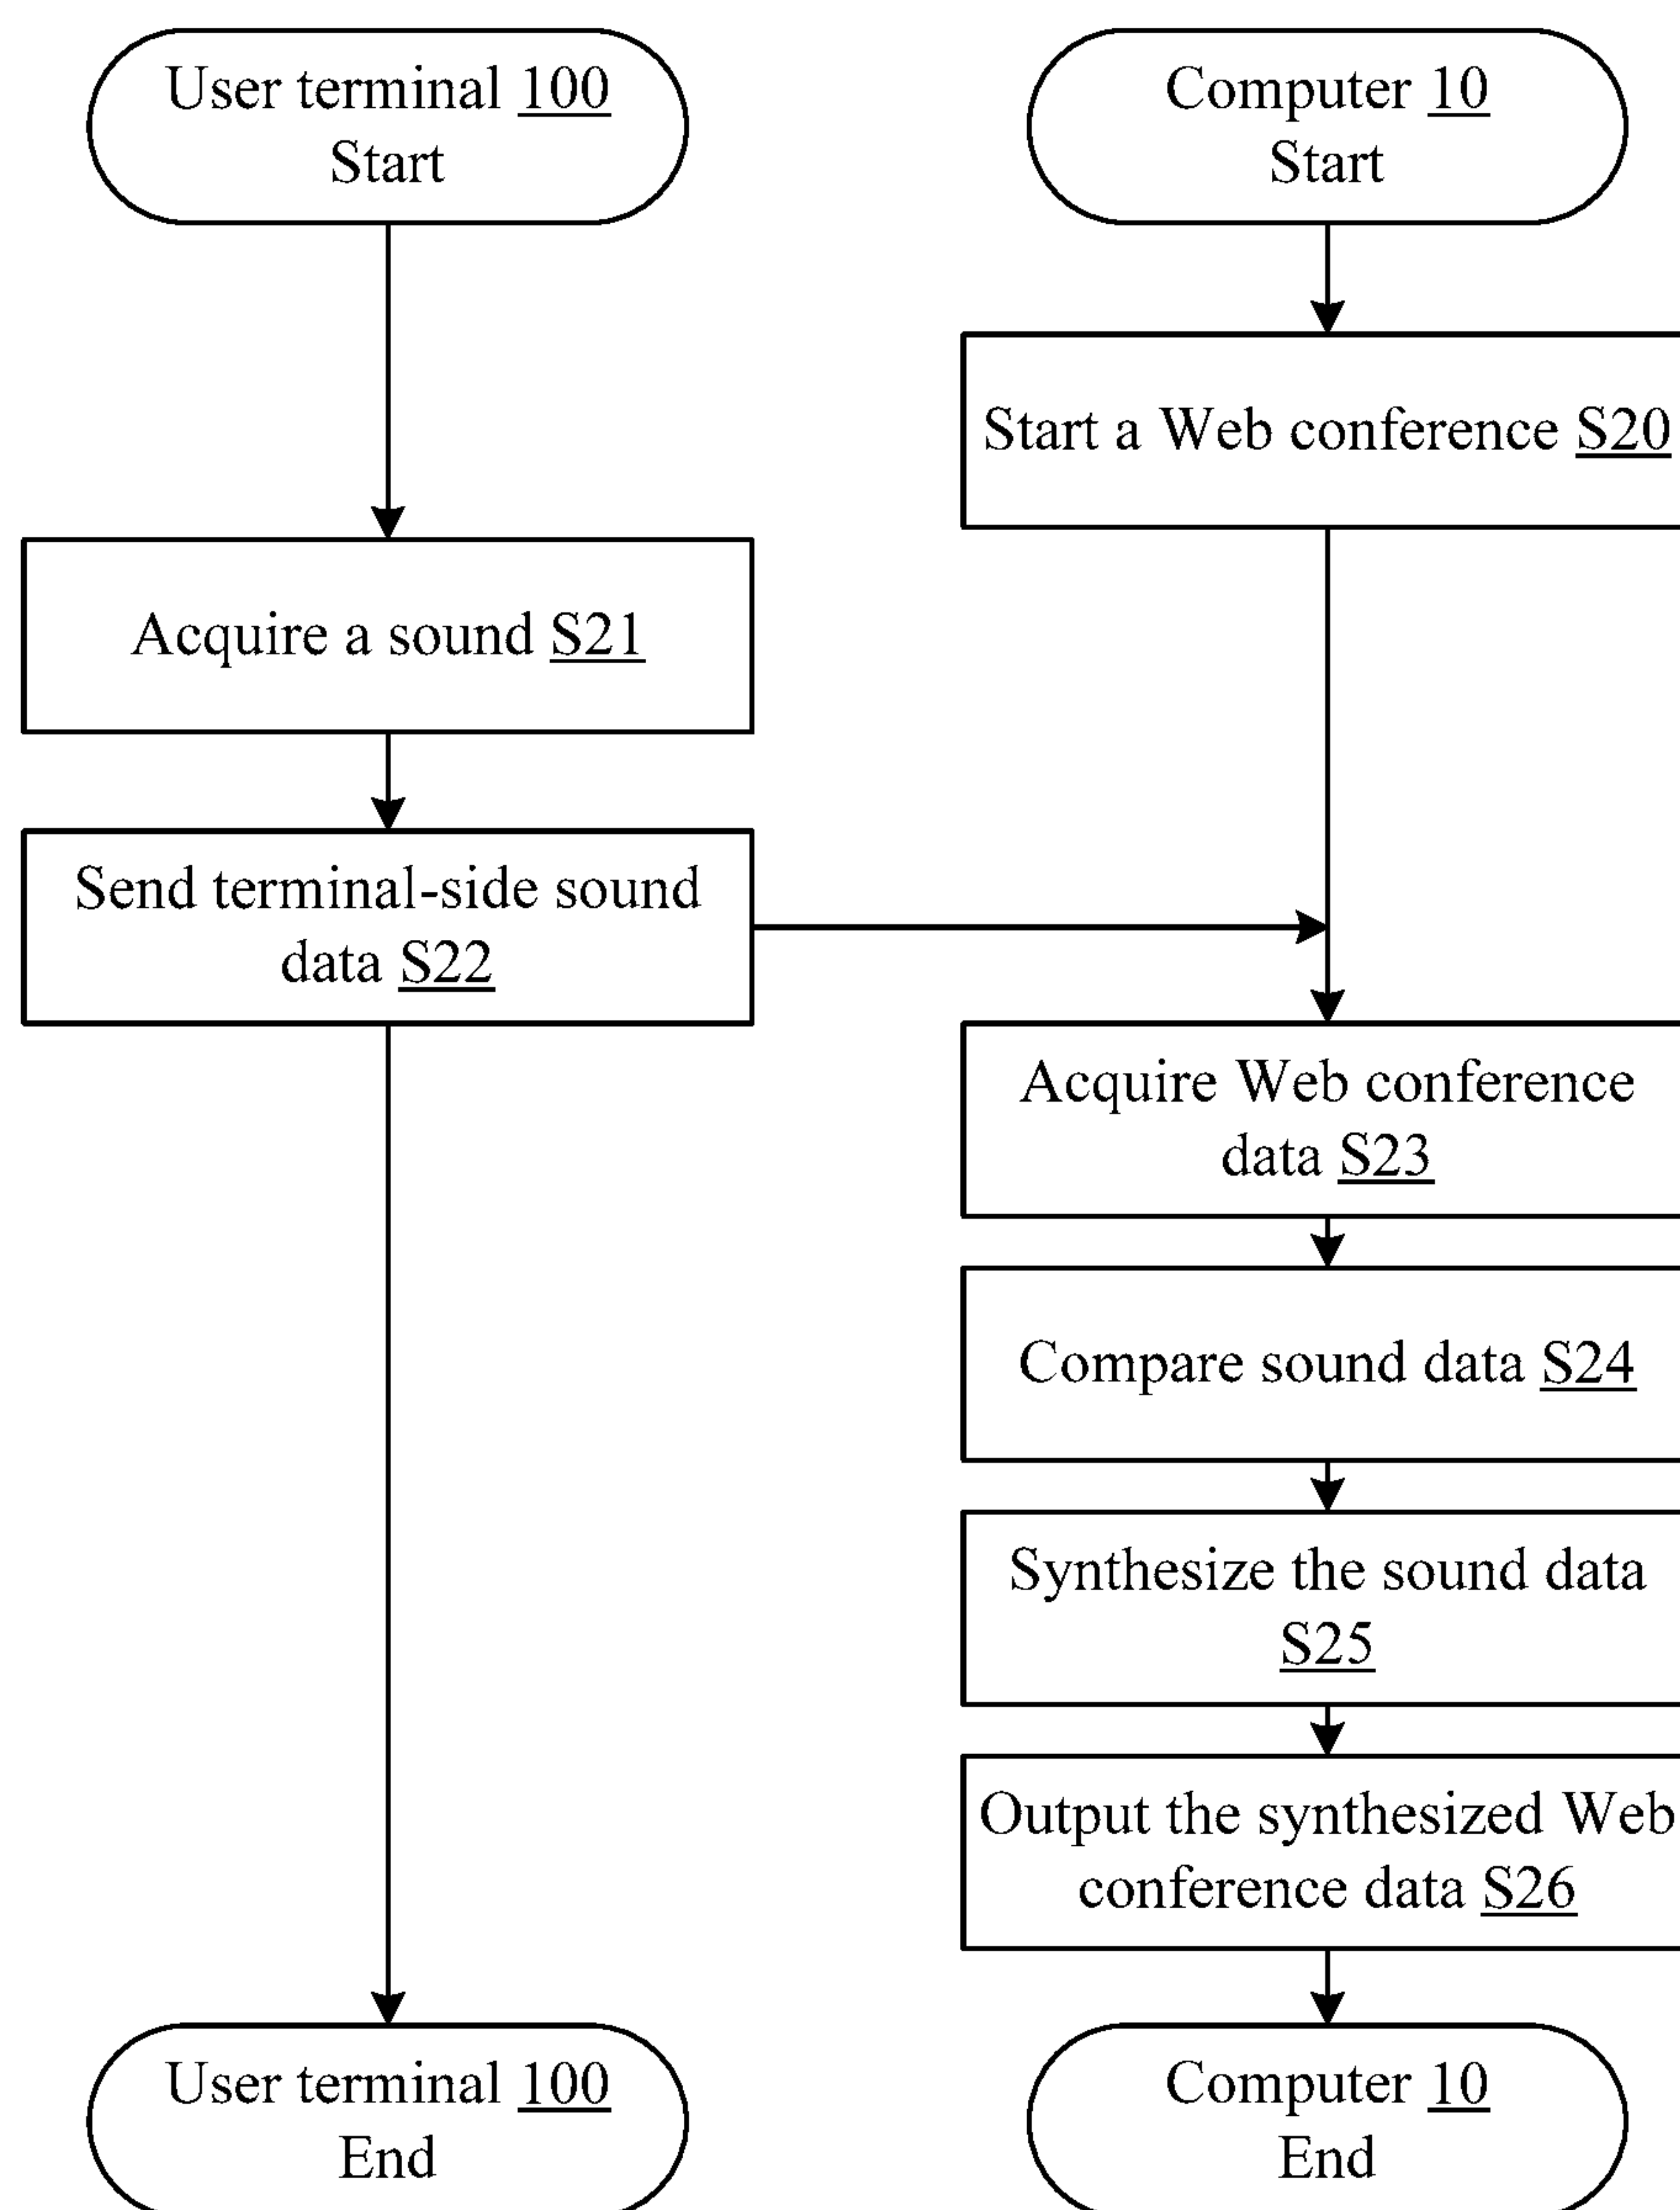 User terminal 100
Start
Computer 10
Start
Start a Web conference S20
Acquire a sound S21
Send terminal-side sound
data S22
Acquire Web conference
data S23
Compare sound data S24
Synthesize the sound data
S25
Output the synthesized Web
conference data S26
User terminal 100
End
Computer 10
End